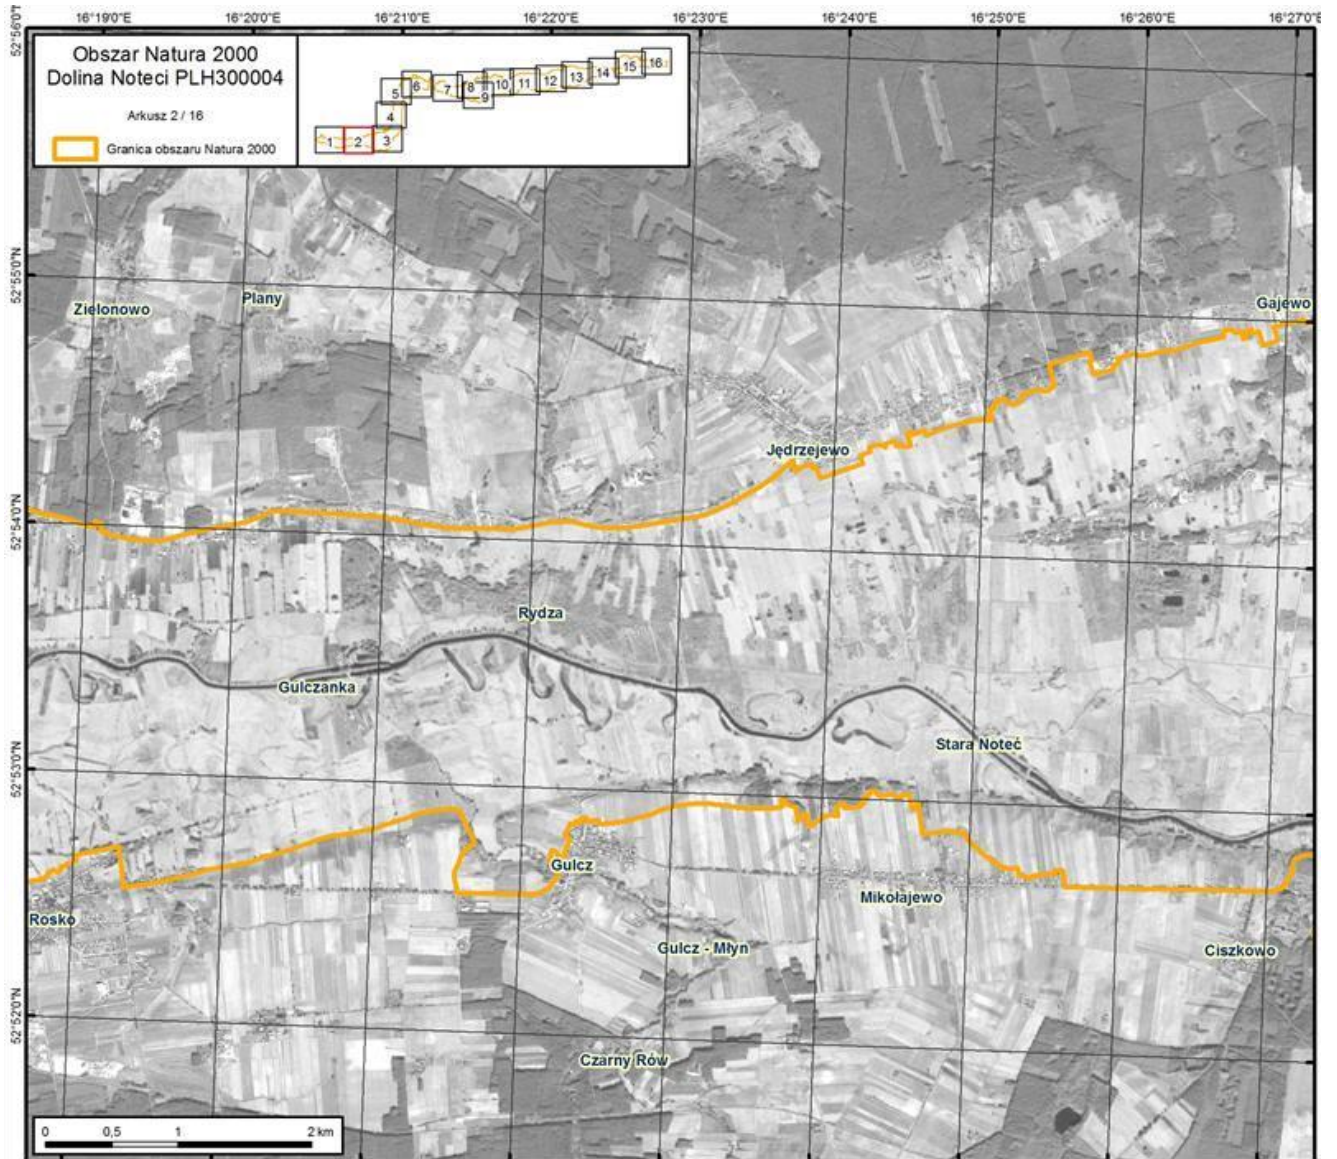 16°19'0"E
16°20'0"E
16°21'0"E
16°22'0"E
16°23'0"E
16°24'0"E
16°25'0"E
16°26'0"E
16°27'0"E
52°56'0"N
Obszar Natura 2000
Dolina Noteci PLH300004
Arkusz 2 / 16
Granica obszaru Natura 2000
1
2
3
4
5
6
7
8
9
10
11
12
13
14
15
16
52°55'0"N
Zielonowo
Plany
Gajewo
Jędrzejewo
52°54'0"N
Rydza
Gulczanka
Stara Noteć
52°53'0"N
Gulcz
Mikołajewo
Rosko
Gulcz - Młyn
Ciszkowo
52°52'0"N
Czarny Rów
0 0,5 1 2 km